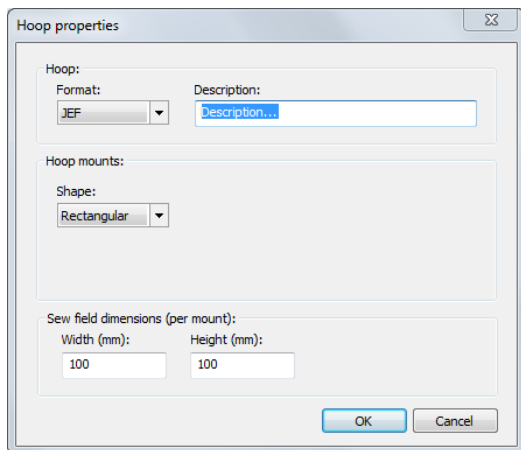 Hoop properties
Hoop:
Format: Description:
JEF Description...
Hoop mounts:
Shape:
Rectangular
Sew field dimensions (per mount):
Width (mm): Height (mm):
100 100
OK Cancel